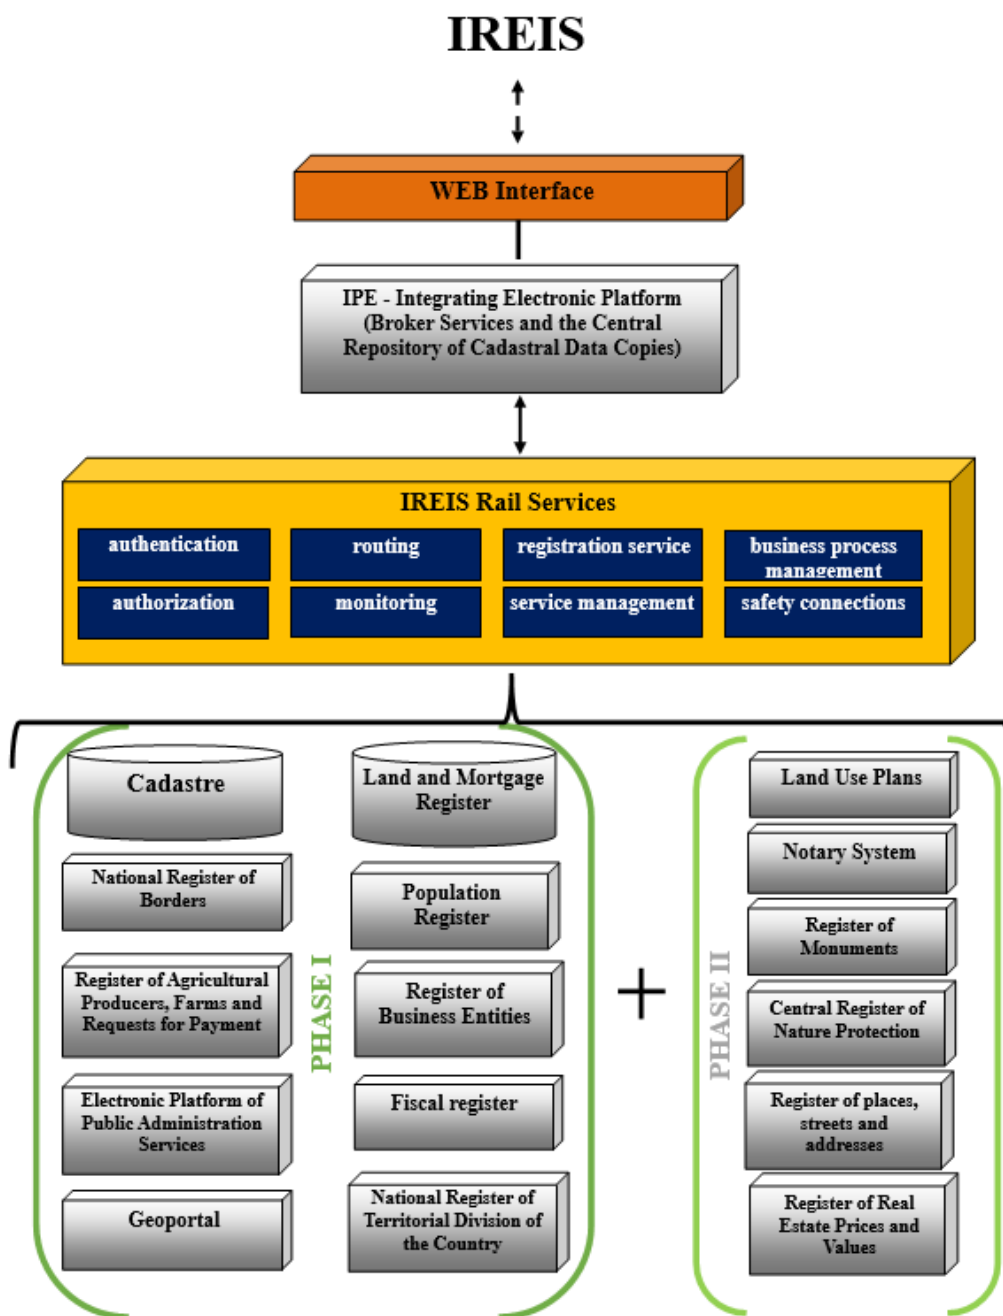 IREIS
WEB Interface
IPE - Integrating Electronic Platform
(Broker Services and the Central
Repository of Cadastral Data Copies)
IREIS Rail Services
authentication
routing
registration service
business process
management
authorization
monitoring
service management
safety connections
Cadastre
National Register of
Borders
Register of Agricultural
Producers, Farms and
Requests for Payment
Electronic Platform of
Public Administration
Services
Geoportal
PHASE I
Land and Mortgage
Register
Population
Register
Register of
Business Entities
Fiscal register
National Register of
Territorial Division of
the Country
+
PHASE II
Land Use Plans
Notary System
Register of
Monuments
Central Register of
Nature Protection
Register of places,
streets and
addresses
Register of Real
Estate Prices and
Values